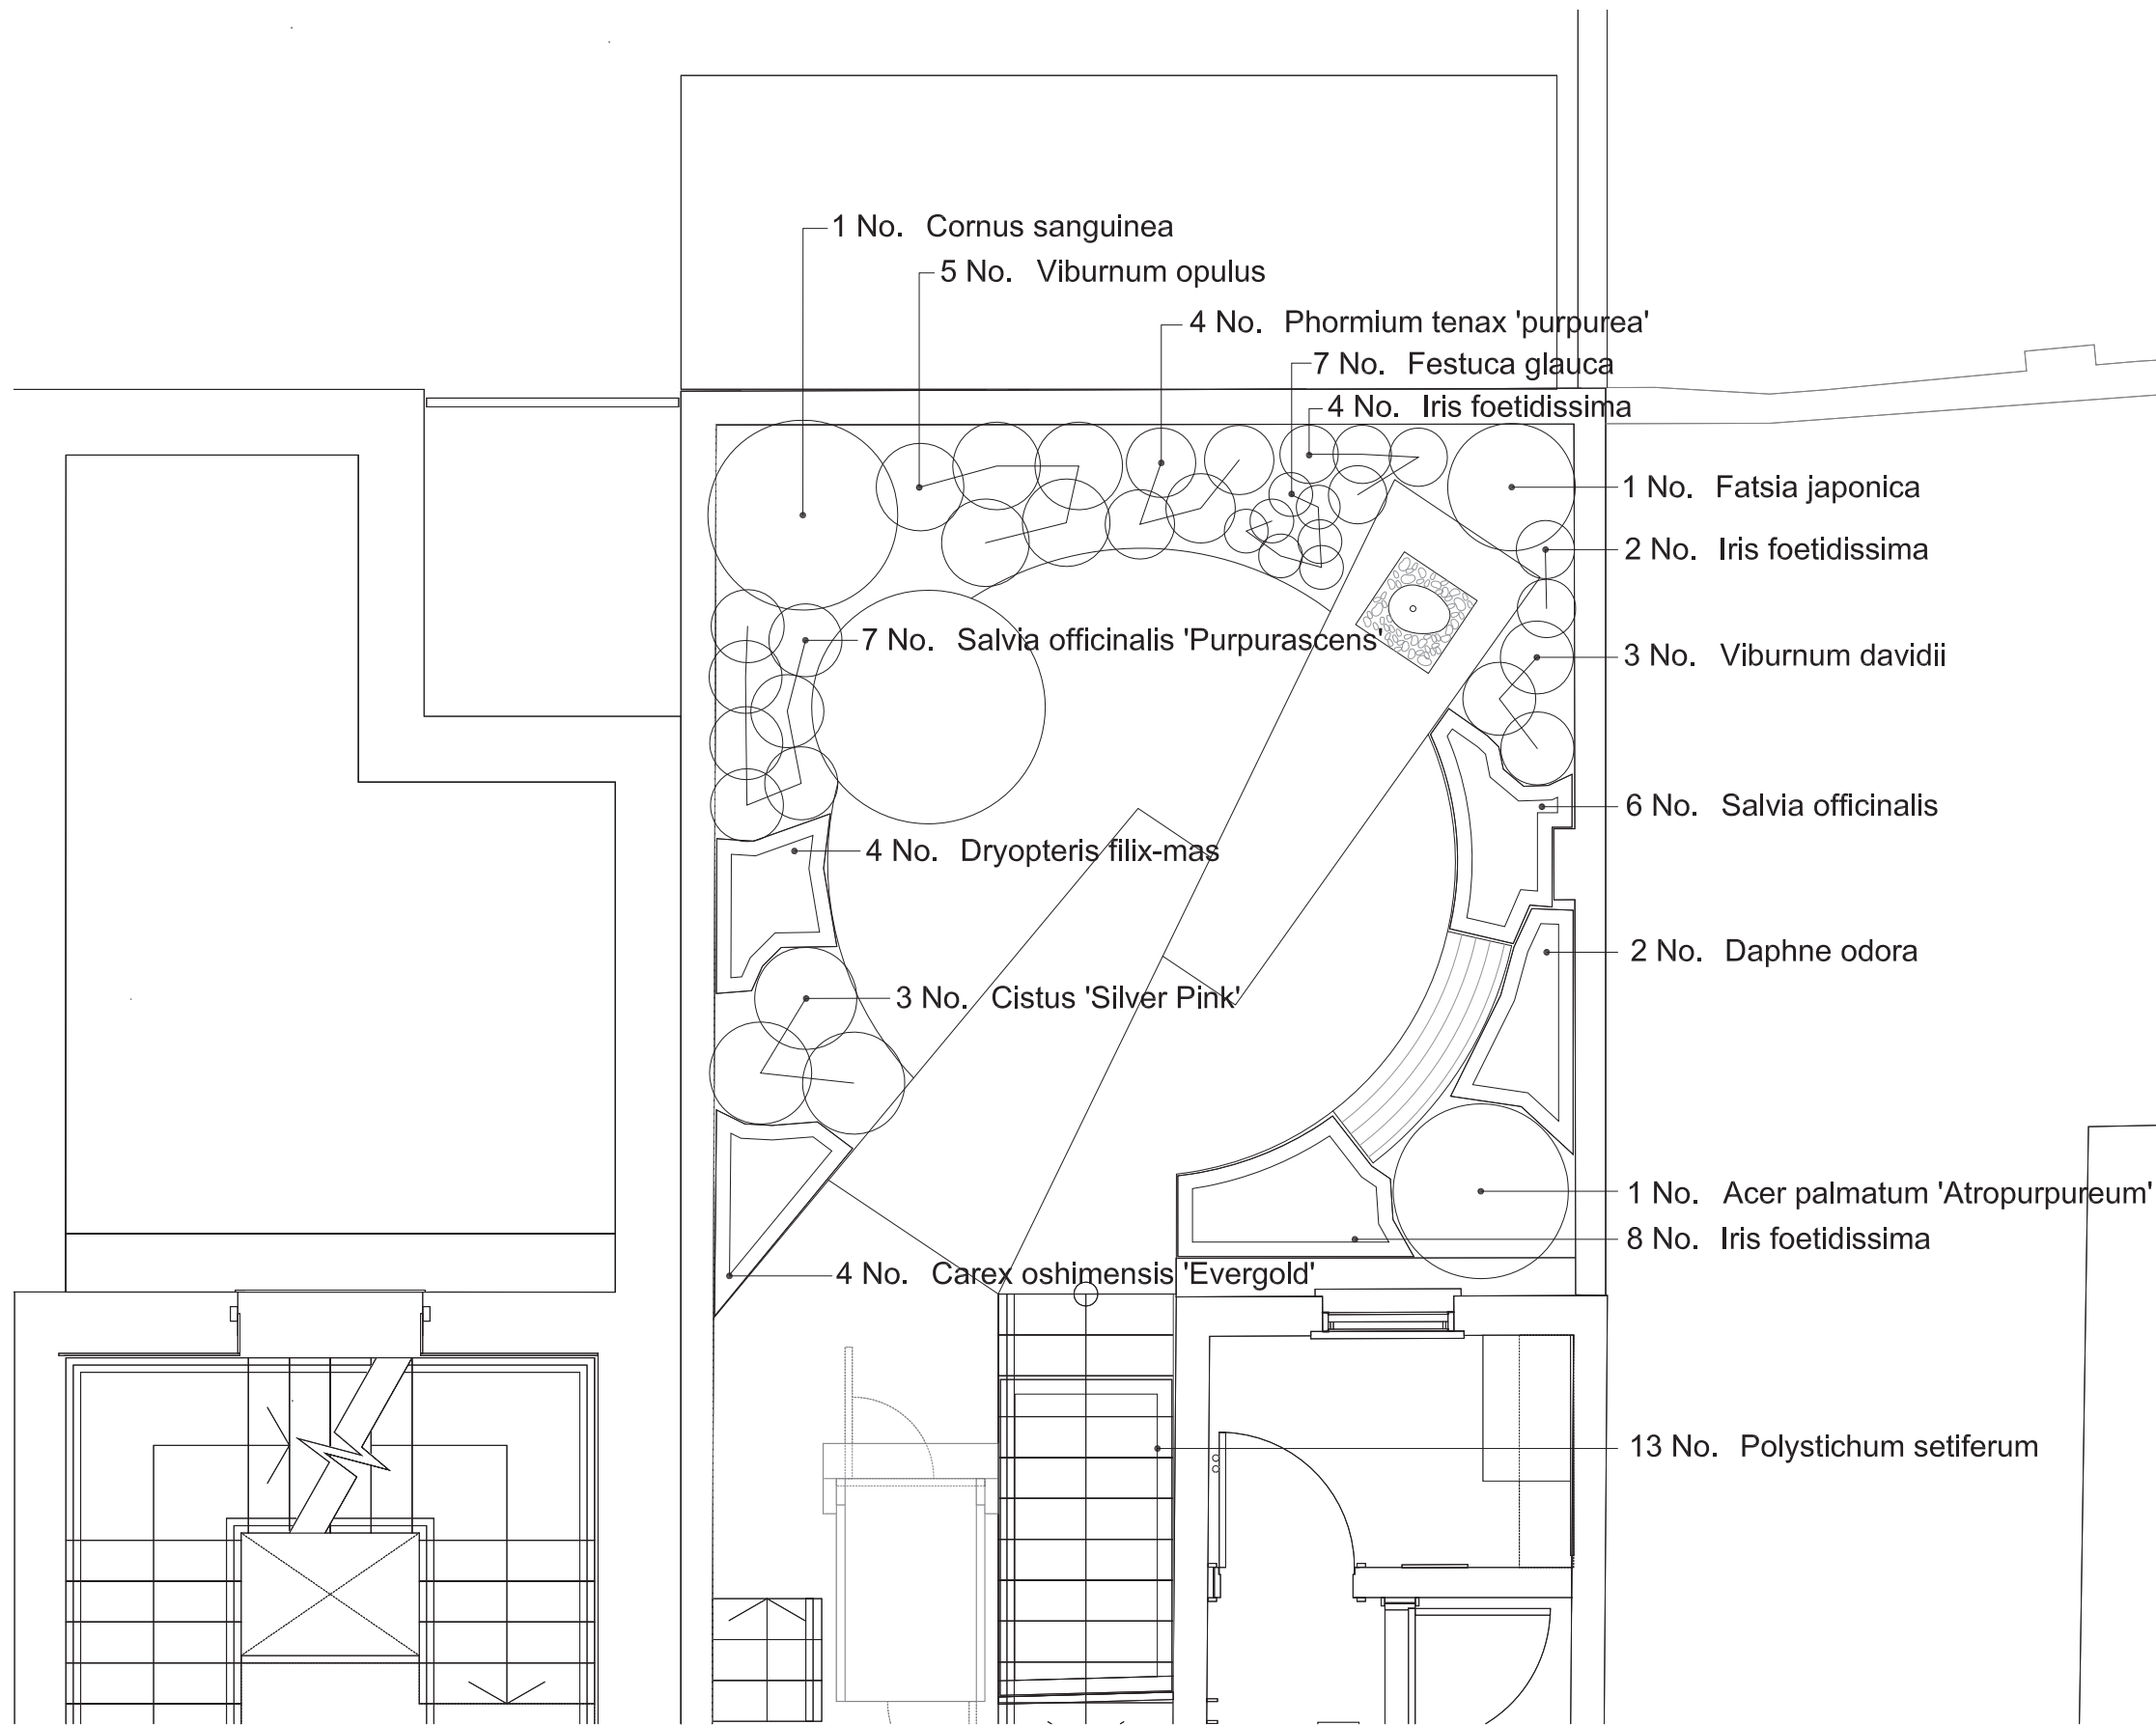 1 No. Cornus sanguinea
5 No. Viburnum opulus
4 No. Phormium tenax 'purpurea'
7 No. Festuca glauca
4 No. Iris foetidissima
1 No. Fatsia japonica
2 No. Iris foetidissima
7 No. Salvia officinalis 'Purpurascens'
3 No. Viburnum davidii
6 No. Salvia officinalis
4 No. Dryopteris filix-mas
2 No. Daphne odora
3 No. Cistus 'Silver Pink'
1 No. Acer palmatum 'Atropurpureum'
8 No. Iris foetidissima
4 No. Carex oshimensis 'Evergold'
13 No. Polystichum setiferum